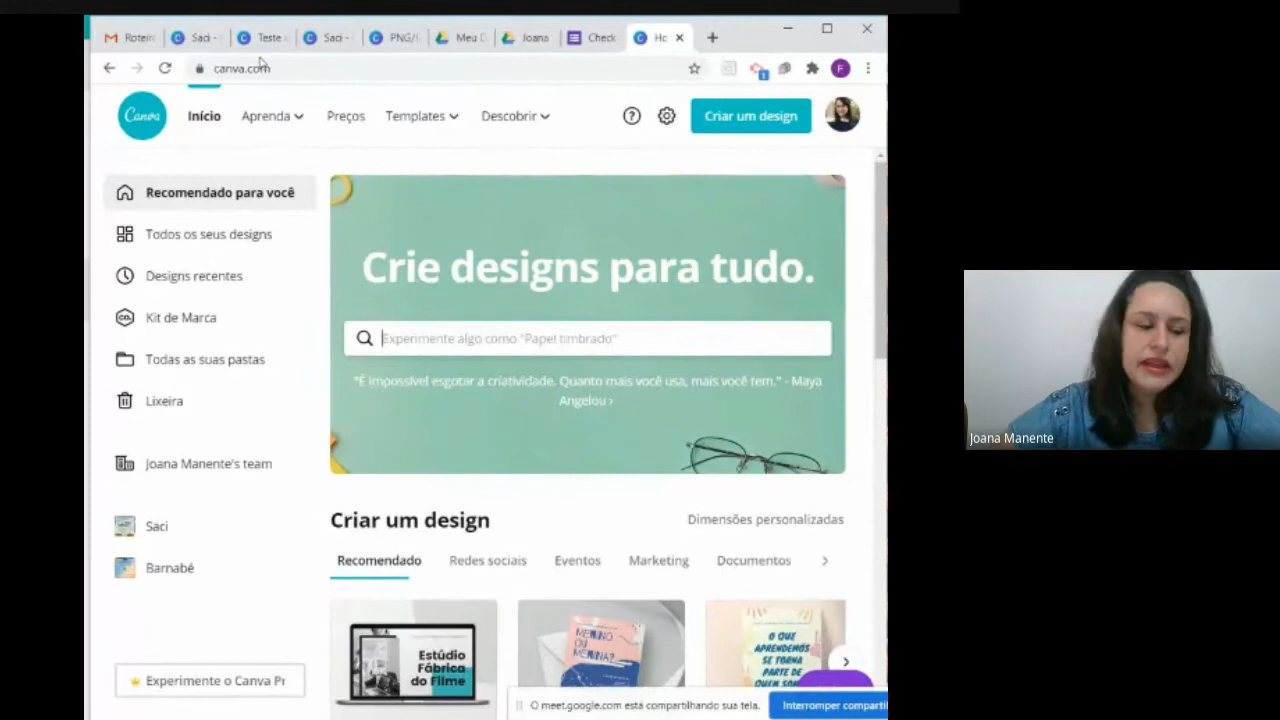 Roteiro
Saci -
Teste
Saci -
PNG/
Meu D
Joana
Check
Ho
canva.com
Canva
Início
Aprenda
Preços
Templates
Descobrir
Criar um design
Recomendado para você
Todos os seus designs
Designs recentes
Kit de Marca
Todas as suas pastas
Lixeira
Joana Manente's team
Saci
Barnabé
Experimente o Canva Pr
Crie designs para tudo.
Experimente algo como "Papel timbrado"
"É impossível esgotar a criatividade. Quanto mais você usa, mais você tem." - Maya
Angelou ›
Criar um design
Dimensões personalizadas
Recomendado
Redes sociais
Eventos
Marketing
Documentos
Estúdio
Fábrica
do Filme
MENINO
OU
MENINA?
O QUE
APRENDEMOS
SE TORNA
PARTE DE
QUEM SOMOS
O meet.google.com está compartilhando sua tela.
Interromper comparti
Joana Manente